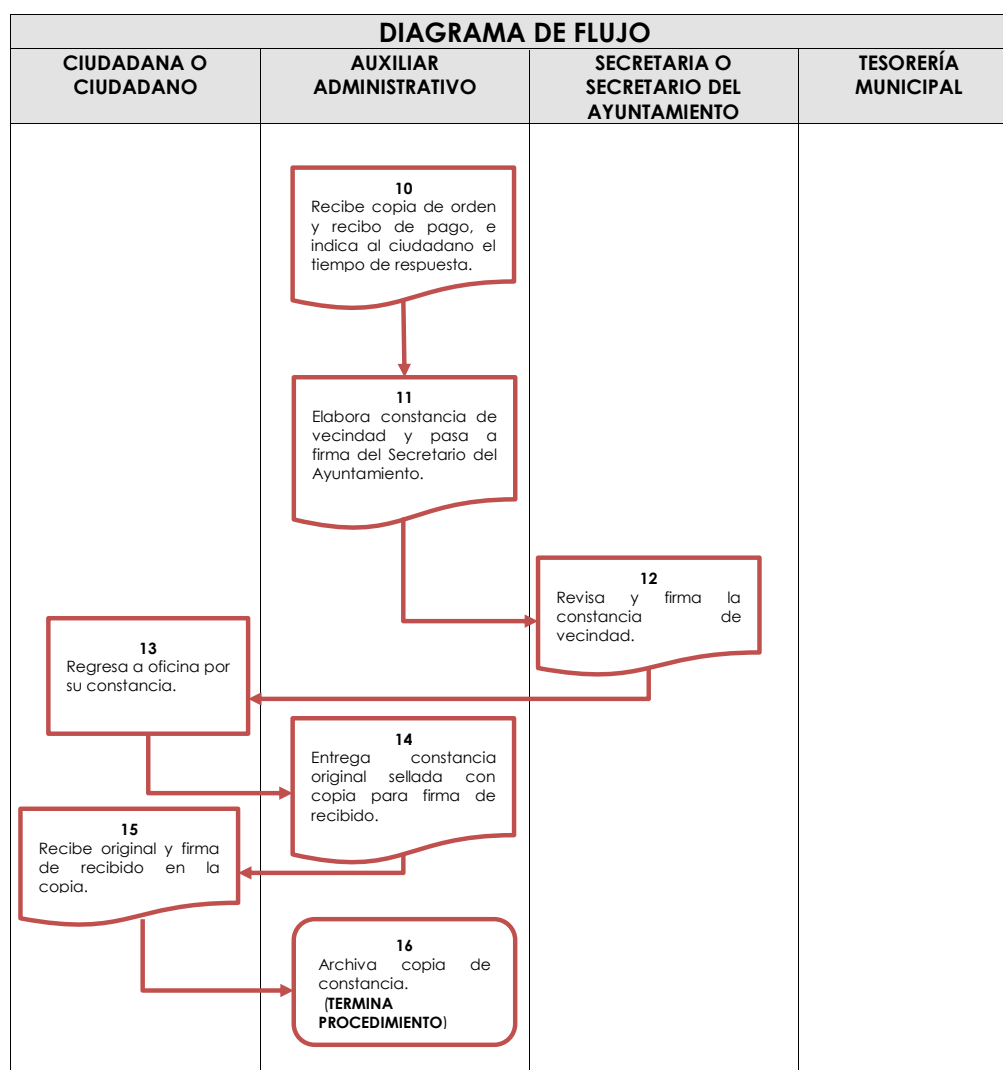 DIAGRAMA DE FLUJO
CIUDADANA O
CIUDADANO
AUXILIAR
ADMINISTRATIVO
SECRETARIA O
SECRETARIO DEL
AYUNTAMIENTO
TESORERÍA
MUNICIPAL
10
Recibe copia de orden
y recibo de pago, e
indica al ciudadano el
tiempo de respuesta.
11
Elabora constancia de
vecindad y pasa a
firma del Secretario del
Ayuntamiento.
12
Revisa y firma la
constancia de
vecindad.
13
Regresa a oficina por
su constancia.
14
Entrega constancia
original sellada con
copia para firma de
recibido.
15
Recibe original y firma
de recibido en la
copia.
16
Archiva copia de
constancia.
(TERMINA
PROCEDIMIENTO)